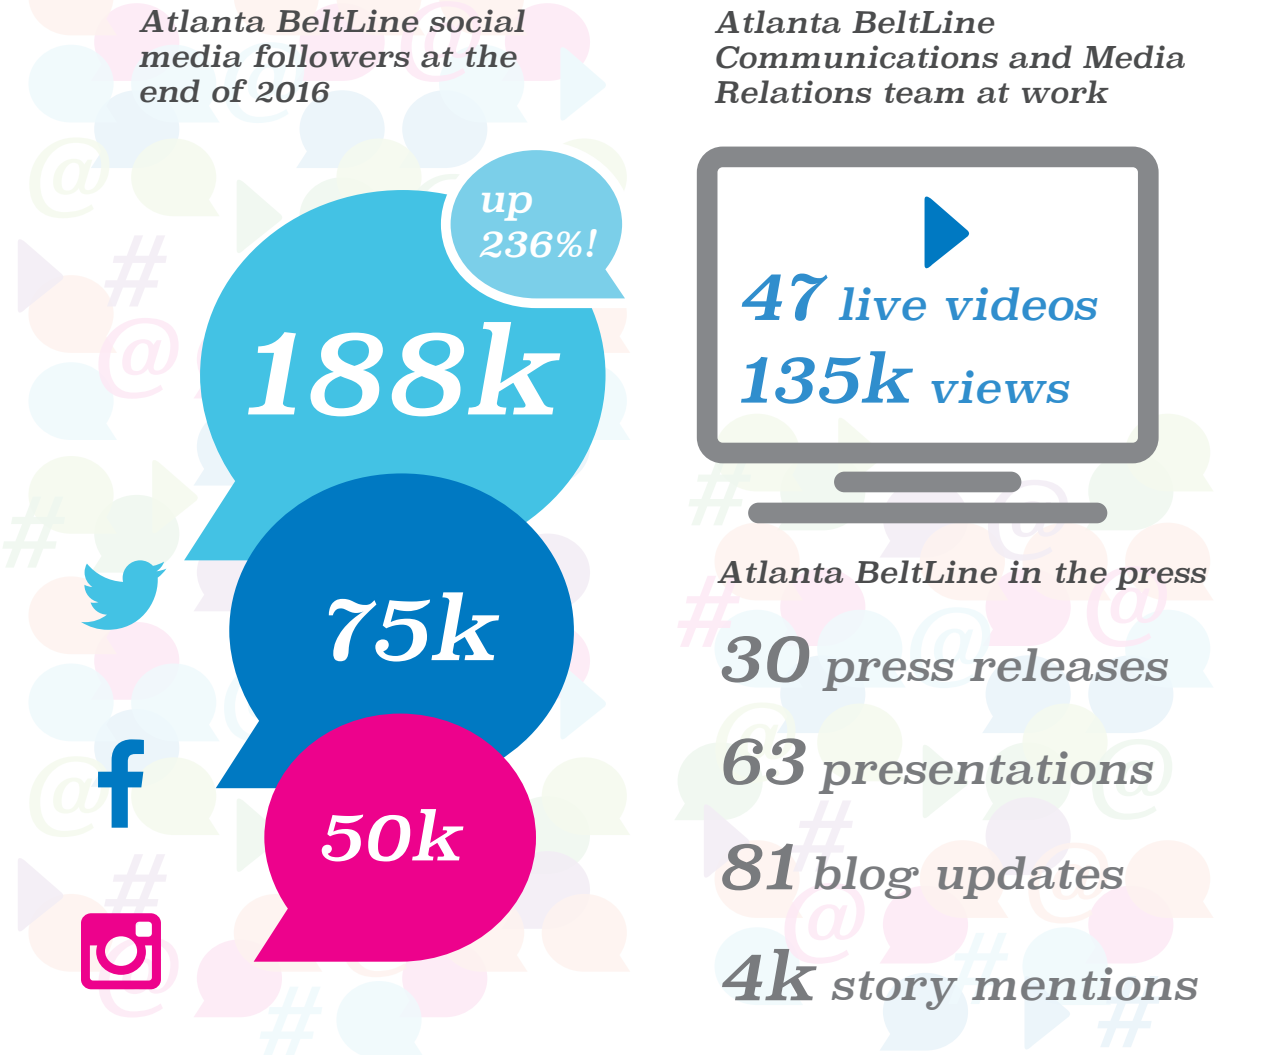 Atlanta BeltLine social
media followers at the
end of 2016
up
236%!
188k
75k
50k
Atlanta BeltLine
Communications and Media
Relations team at work
47 live videos
135k views
Atlanta BeltLine in the press
30 press releases
63 presentations
81 blog updates
4k story mentions